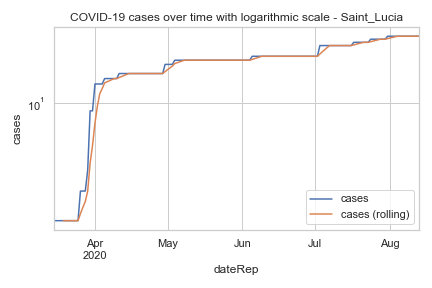 COVID-19 cases over time with logarithmic scale - Saint_Lucia
cases
10^1
cases
cases (rolling)
Apr
2020
May
Jun
Jul
Aug
dateRep